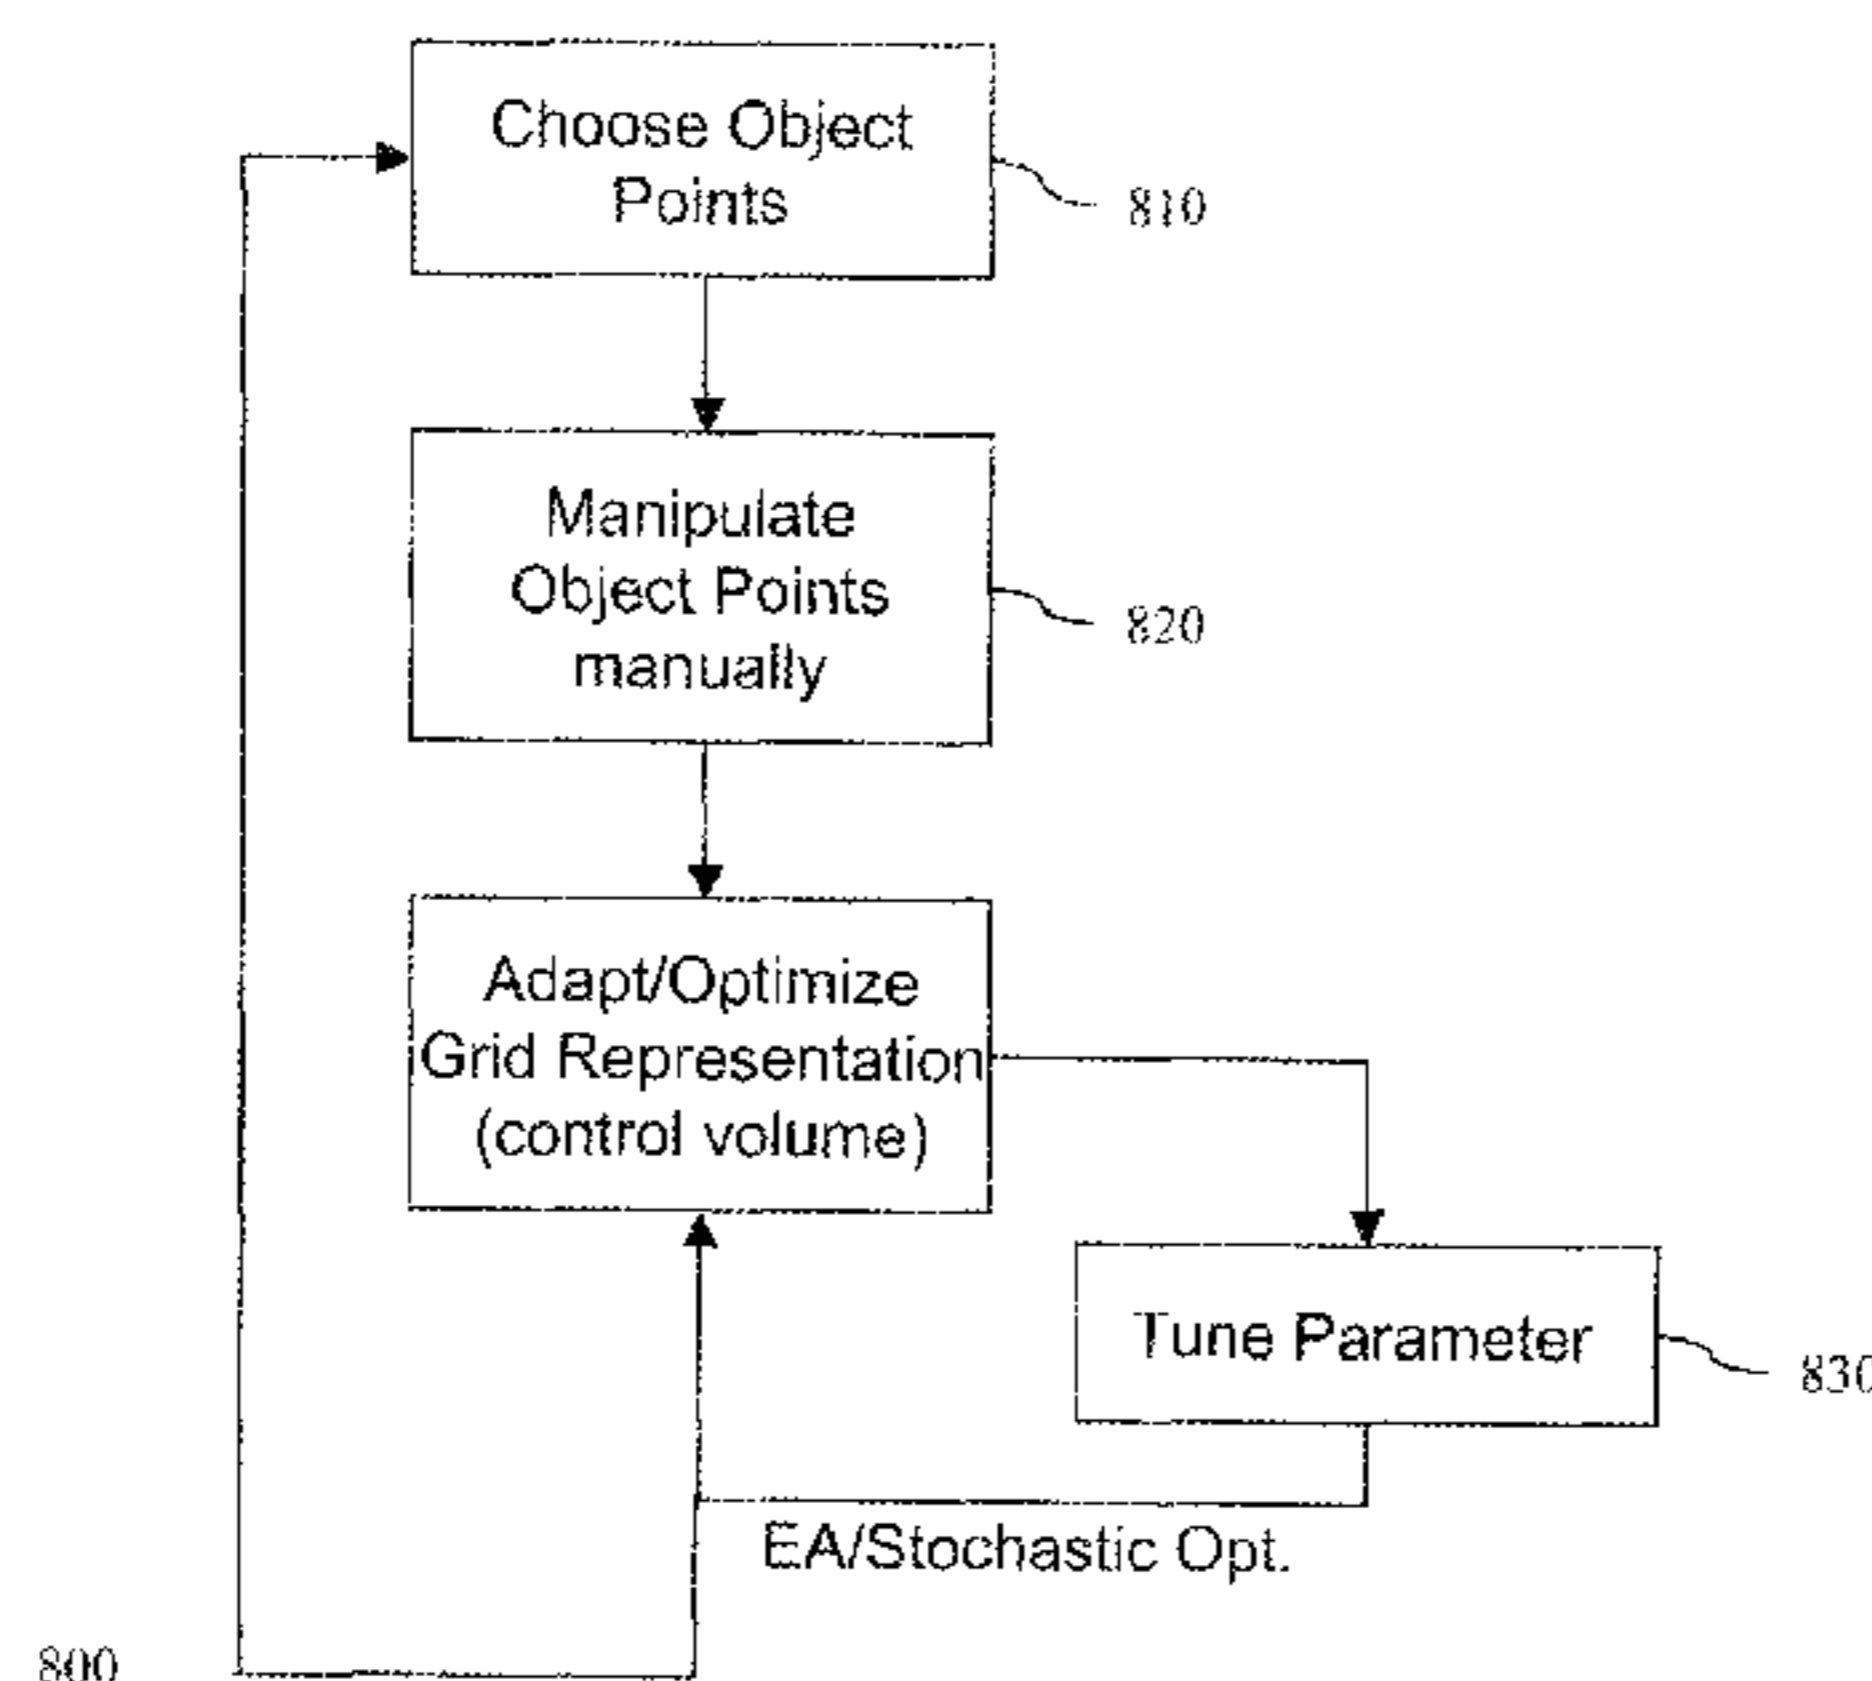 Choose Object
Points
810
Manipulate
Object Points
manually
820
Adapt/Optimize
Grid Representation
(control volume)
Tune Parameter
830
EA/Stochastic Opt.
800